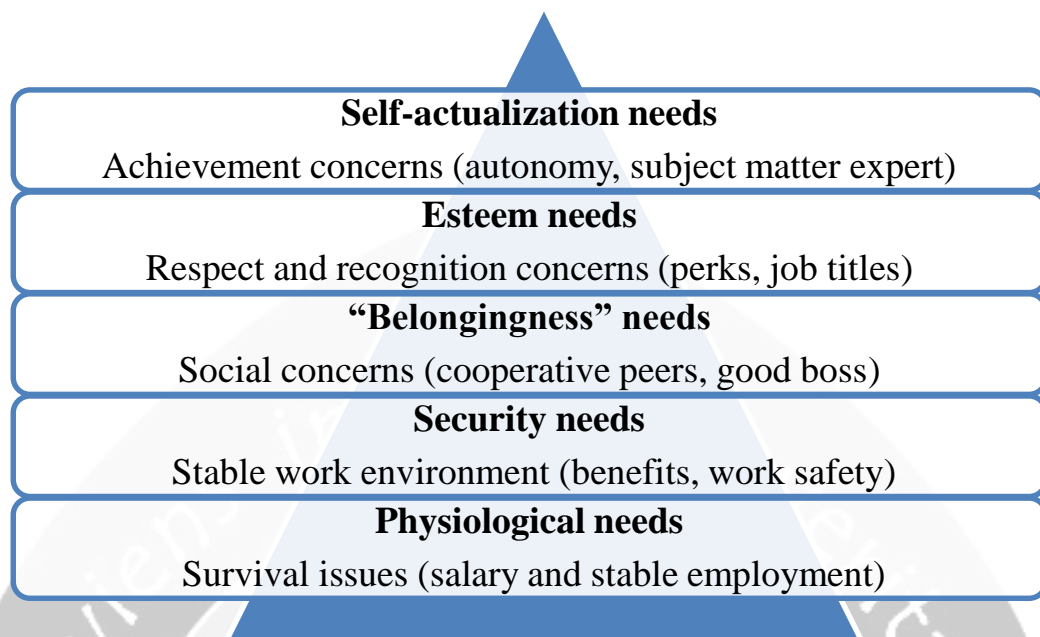 Self-actualization needs
Achievement concerns (autonomy, subject matter expert)
Esteem needs
Respect and recognition concerns (perks, job titles)
“Belongingness” needs
Social concerns (cooperative peers, good boss)
Security needs
Stable work environment (benefits, work safety)
Physiological needs
Survival issues (salary and stable employment)